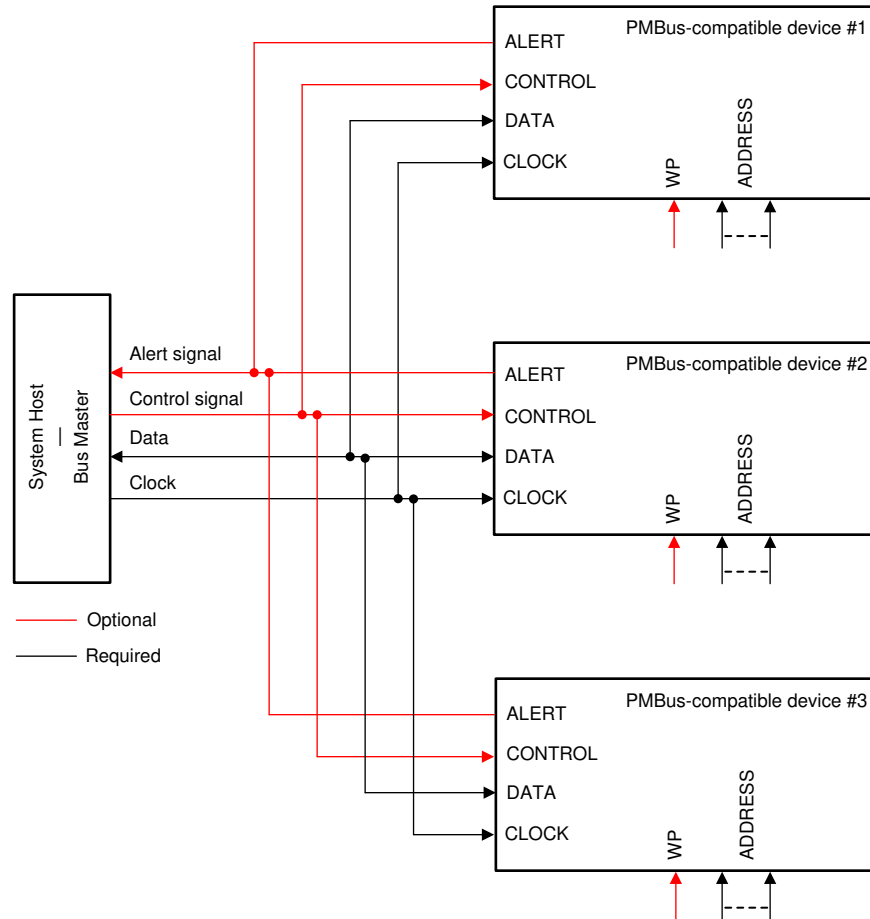 PMBus-compatible device #1
ALERT
CONTROL
DATA
CLOCK
WP
ADDRESS
System Host
—
Bus Master
Alert signal
Control signal
Data
Clock
PMBus-compatible device #2
ALERT
CONTROL
DATA
CLOCK
WP
ADDRESS
Optional
Required
PMBus-compatible device #3
ALERT
CONTROL
DATA
CLOCK
WP
ADDRESS